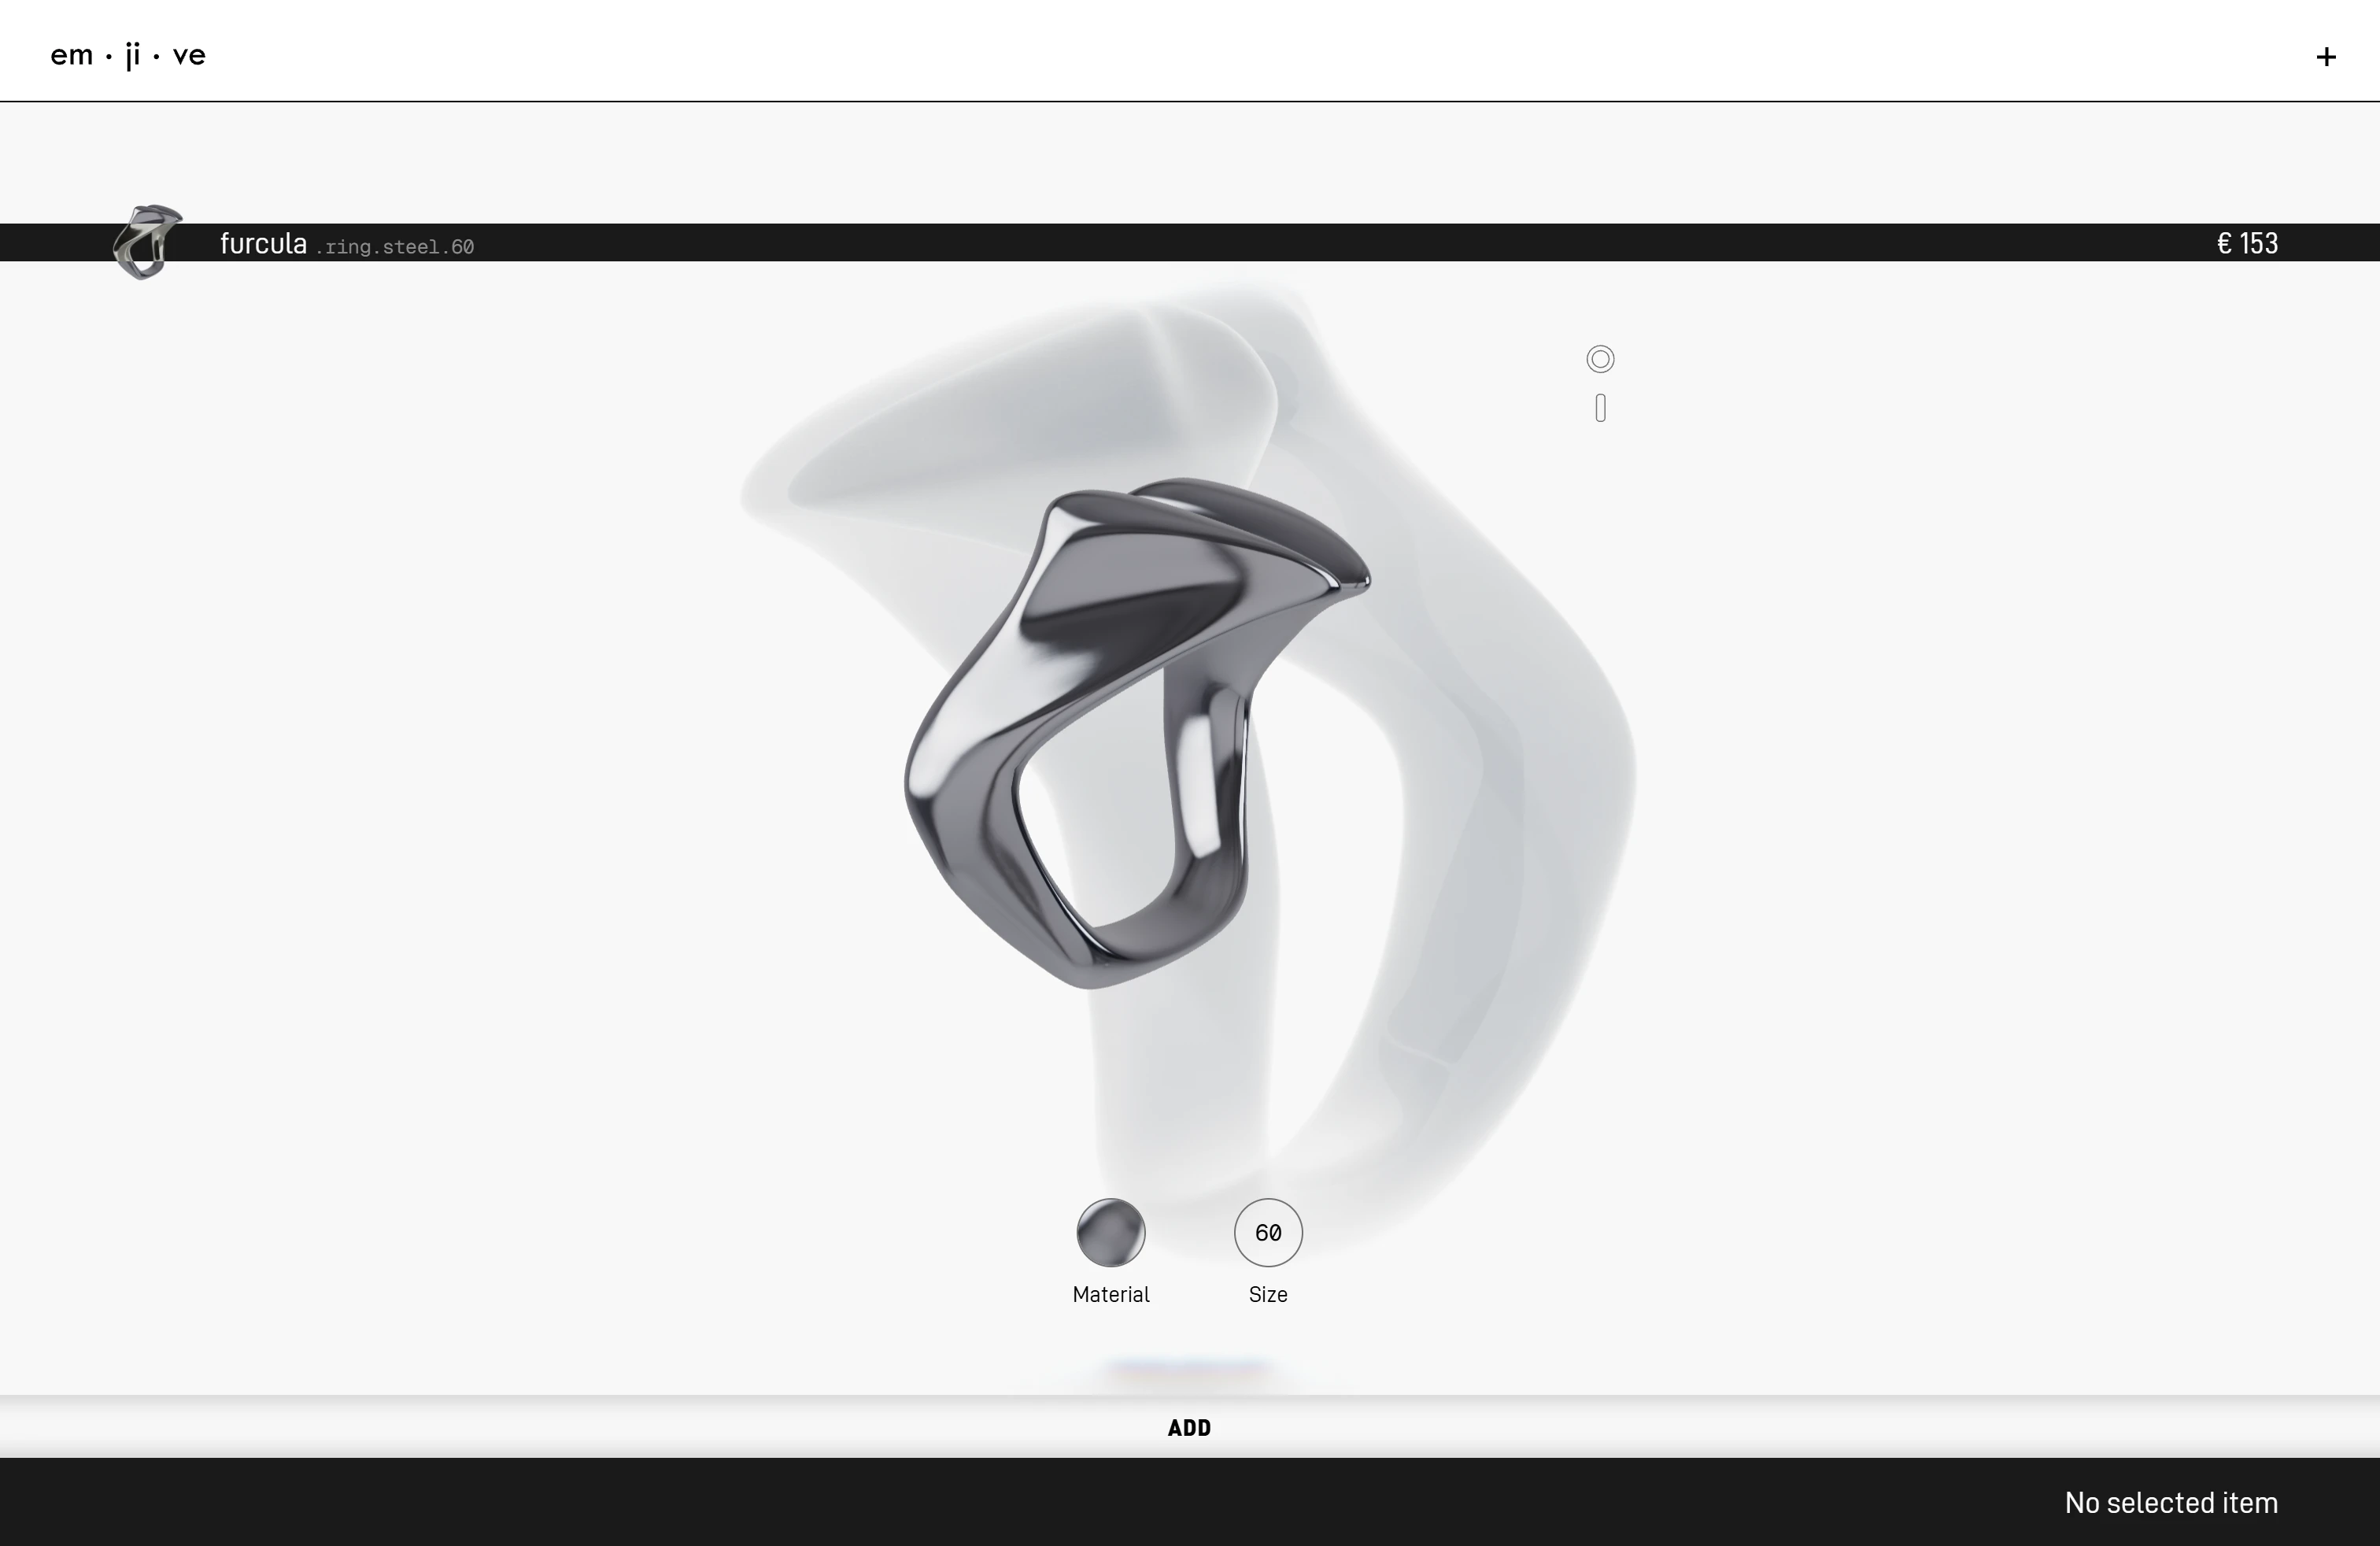 em · ji · ve
+
furcula .ring.steel.60
€ 153
60
Material
Size
ADD
No selected item